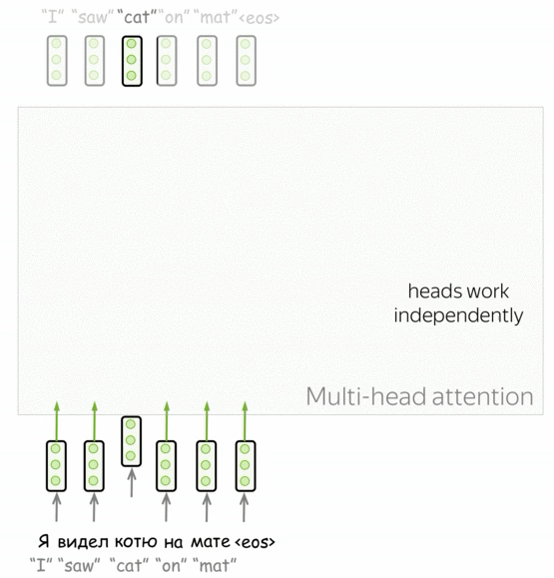 "I" "saw" "cat" "on" "mat" <eos>
heads work
independently
Multi-head attention
Я видел котю на мате <eos>
"I" "saw" "cat" "on" "mat"